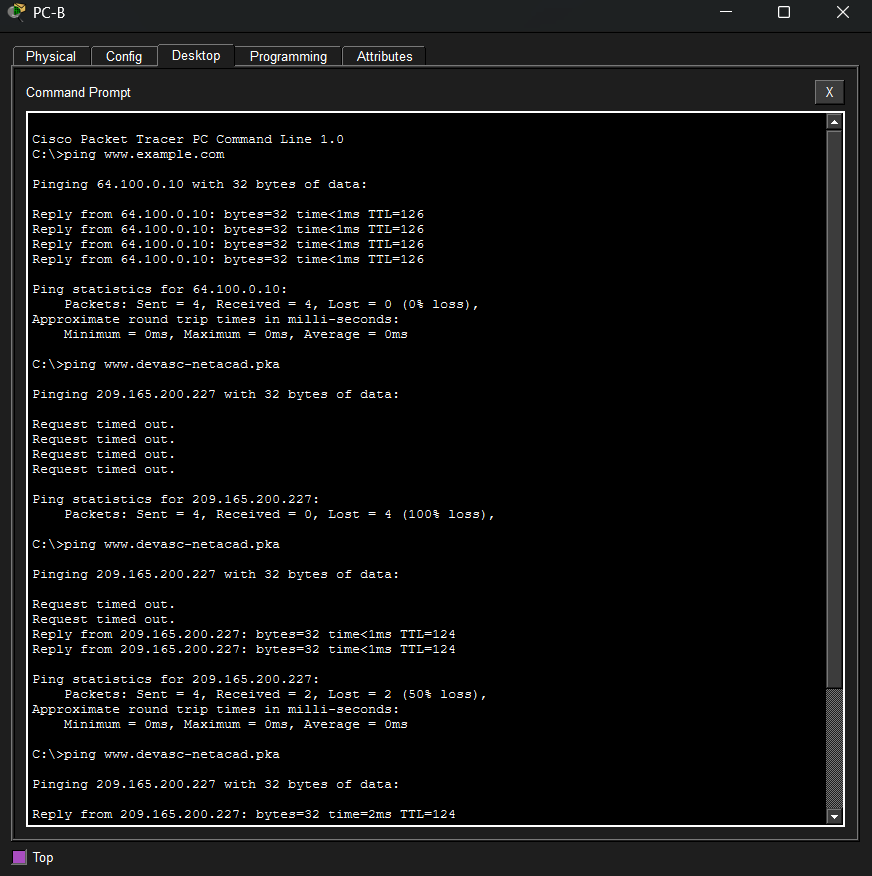 PC-B
Physical Config Desktop Programming Attributes
Command Prompt X
Cisco Packet Tracer PC Command Line 1.0
C:\>ping www.example.com
Pinging 64.100.0.10 with 32 bytes of data:
Reply from 64.100.0.10: bytes=32 time<1ms TTL=126
Reply from 64.100.0.10: bytes=32 time<1ms TTL=126
Reply from 64.100.0.10: bytes=32 time<1ms TTL=126
Reply from 64.100.0.10: bytes=32 time<1ms TTL=126
Ping statistics for 64.100.0.10:
    Packets: Sent = 4, Received = 4, Lost = 0 (0% loss),
Approximate round trip times in milli-seconds:
    Minimum = 0ms, Maximum = 0ms, Average = 0ms
C:\>ping www.devasc-netacad.pka
Pinging 209.165.200.227 with 32 bytes of data:
Request timed out.
Request timed out.
Request timed out.
Request timed out.
Ping statistics for 209.165.200.227:
    Packets: Sent = 4, Received = 0, Lost = 4 (100% loss),
C:\>ping www.devasc-netacad.pka
Pinging 209.165.200.227 with 32 bytes of data:
Request timed out.
Request timed out.
Reply from 209.165.200.227: bytes=32 time<1ms TTL=124
Reply from 209.165.200.227: bytes=32 time<1ms TTL=124
Ping statistics for 209.165.200.227:
    Packets: Sent = 4, Received = 2, Lost = 2 (50% loss),
Approximate round trip times in milli-seconds:
    Minimum = 0ms, Maximum = 0ms, Average = 0ms
C:\>ping www.devasc-netacad.pka
Pinging 209.165.200.227 with 32 bytes of data:
Reply from 209.165.200.227: bytes=32 time=2ms TTL=124
Top